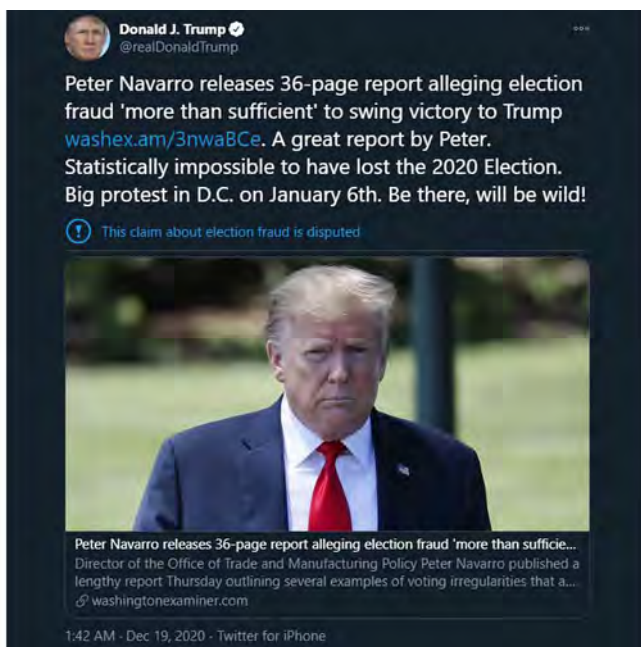 Donald J. Trump
@realDonaldTrump
Peter Navarro releases 36-page report alleging election
fraud 'more than sufficient' to swing victory to Trump
washex.am/3nwaBCe. A great report by Peter.
Statistically impossible to have lost the 2020 Election.
Big protest in D.C. on January 6th. Be there, will be wild!
This claim about election fraud is disputed
Peter Navarro releases 36-page report alleging election fraud 'more than sufficie...
Director of the Office of Trade and Manufacturing Policy Peter Navarro published a
lengthy report Thursday outlining several examples of voting irregularities that a...
washingtonexaminer.com
1:42 AM · Dec 19, 2020 · Twitter for iPhone